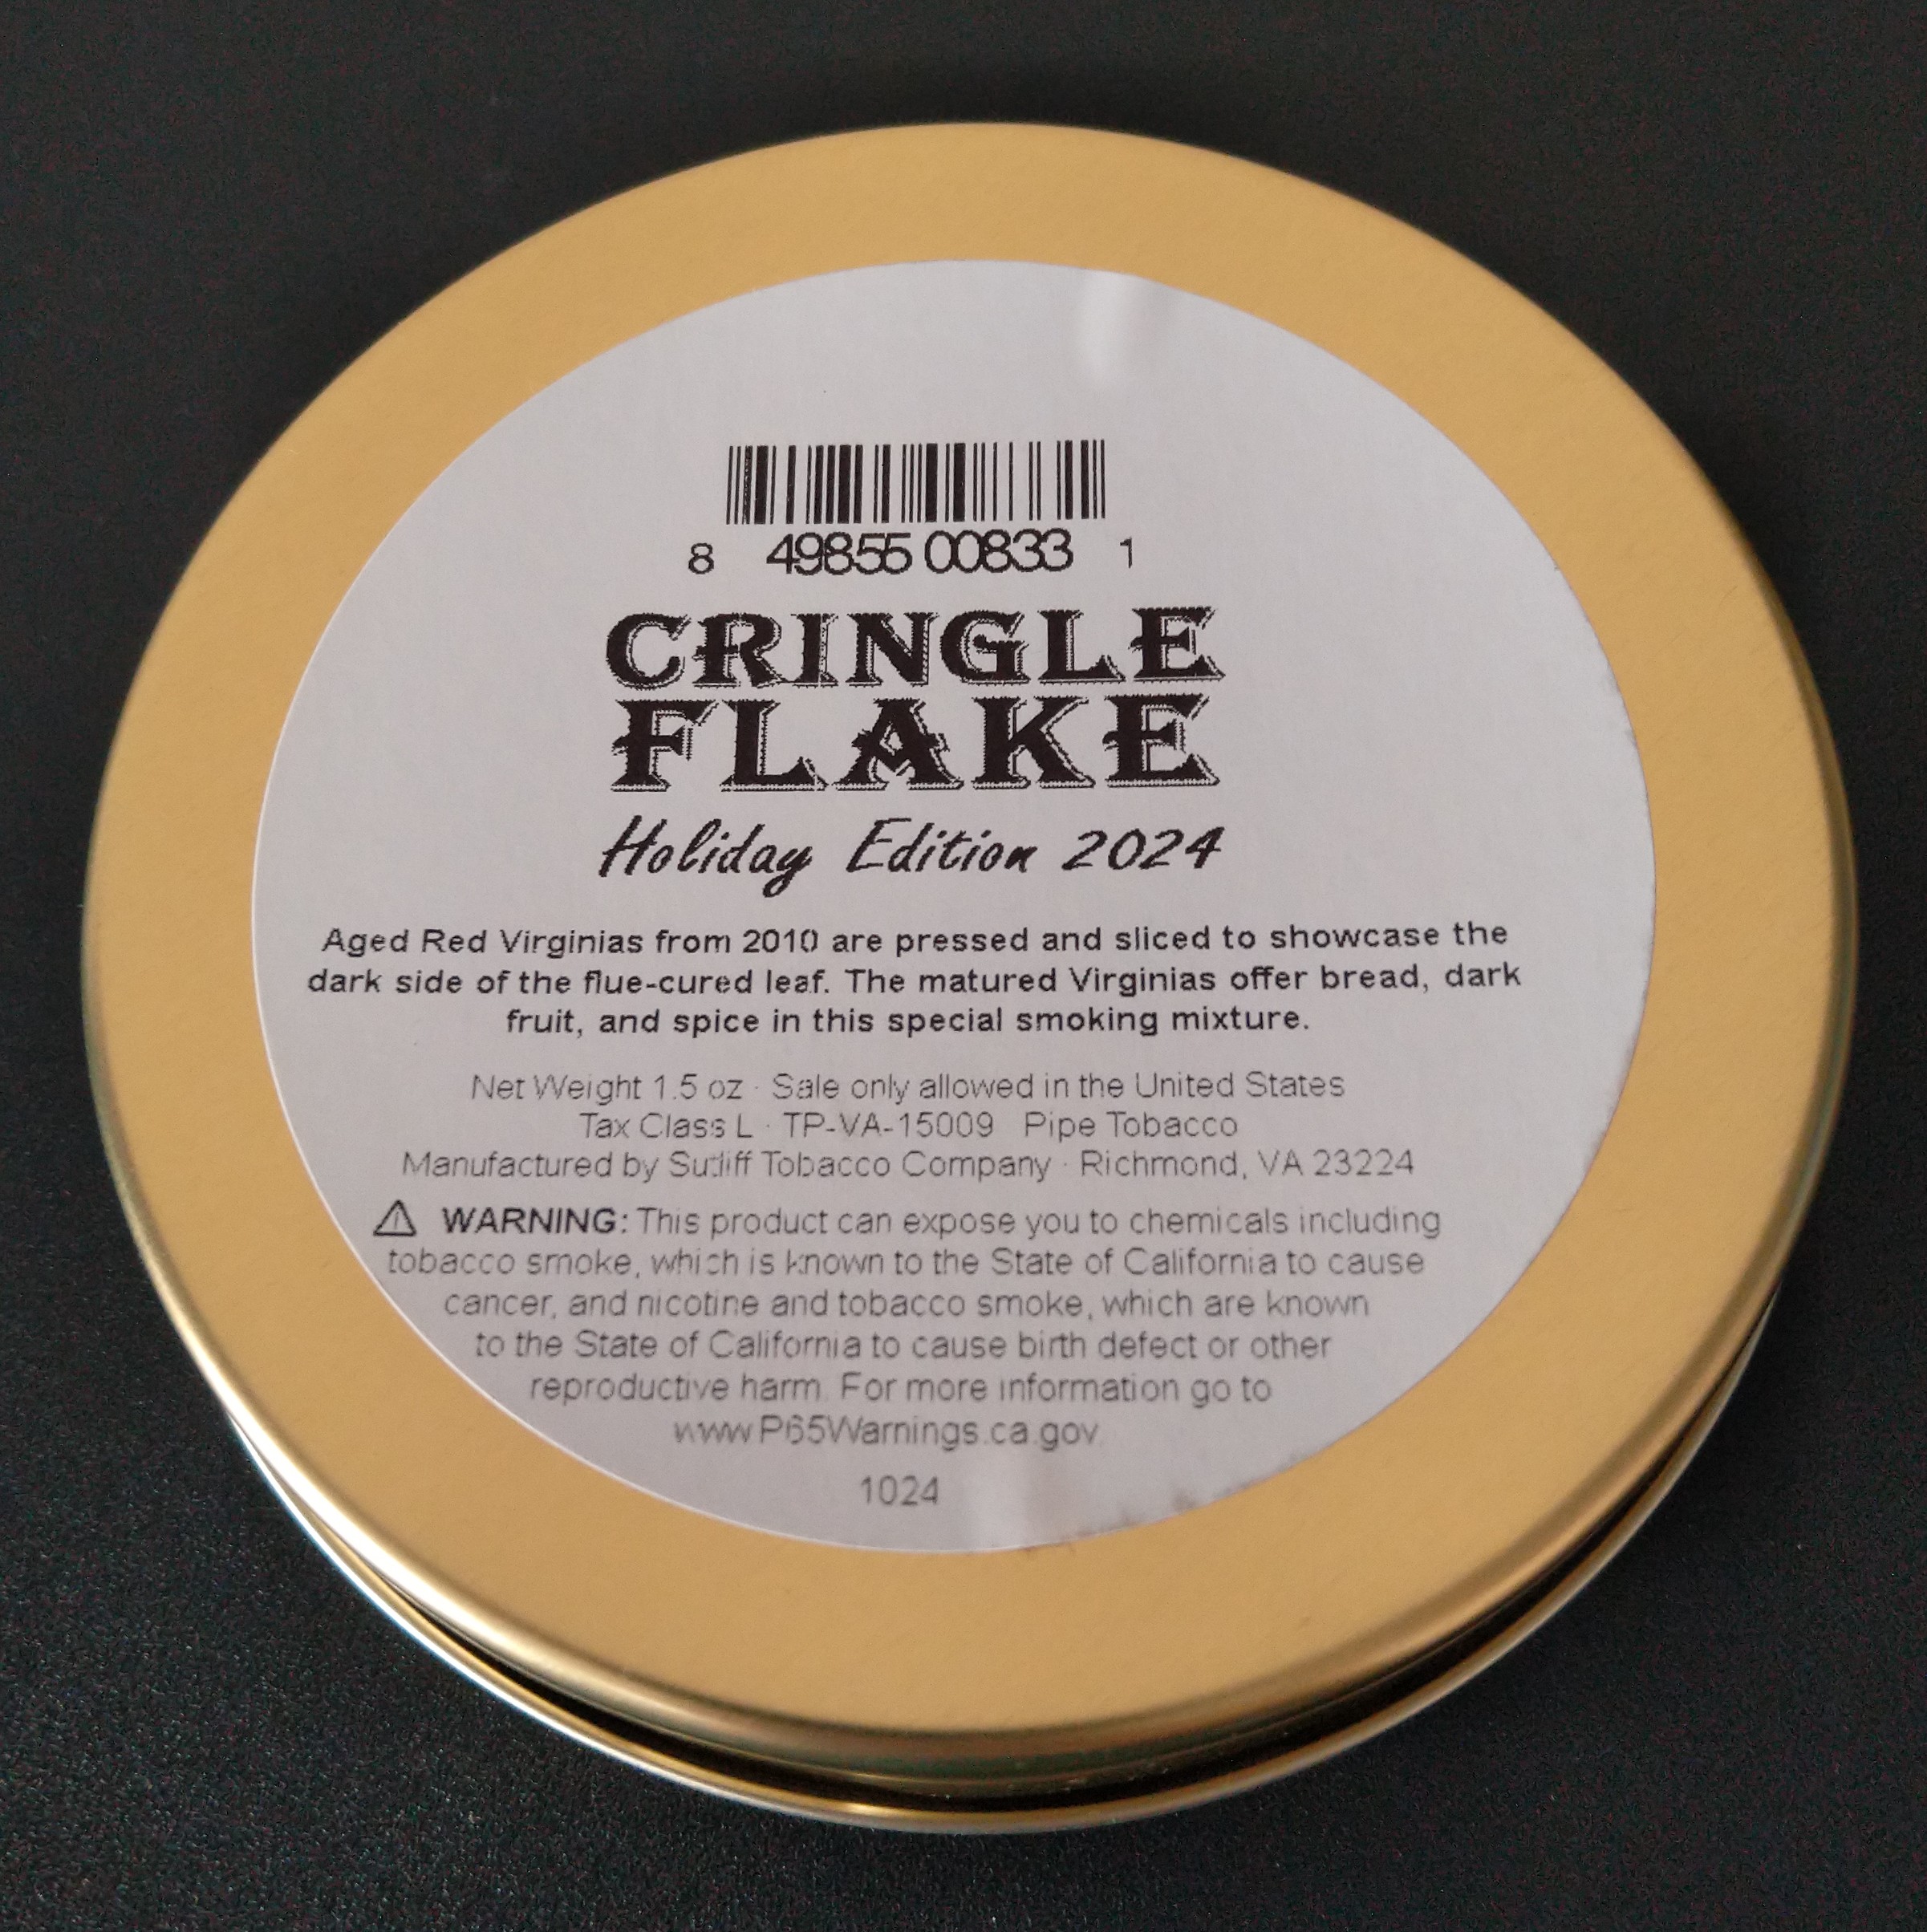 8 49855 00833 1
CRINGLE
FLAKE
Holiday Edition 2024
Aged Red Virginias from 2010 are pressed and sliced to showcase the
dark side of the flue-cured leaf. The matured Virginias offer bread, dark
fruit, and spice in this special smoking mixture.
Net Weight 1.5 oz · Sale only allowed in the United States
Tax Class L · TP-VA-15009 Pipe Tobacco
Manufactured by Sutliff Tobacco Company · Richmond, VA 23224
⚠ WARNING: This product can expose you to chemicals including
tobacco smoke, which is known to the State of California to cause
cancer, and nicotine and tobacco smoke, which are known
to the State of California to cause birth defect or other
reproductive harm. For more information go to
www.P65Warnings.ca.gov.
1024